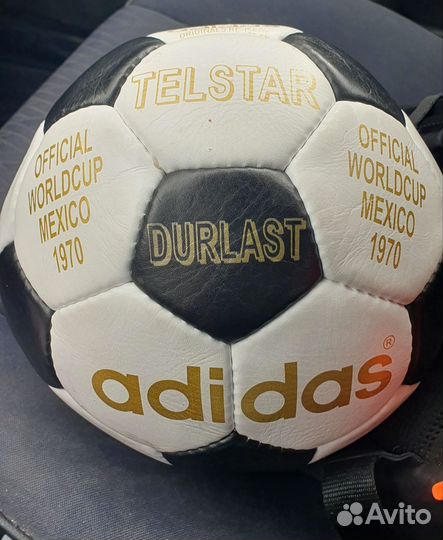 TELSTAR
OFFICIAL
WORLDCUP
MEXICO
1970
DURLAST
OFFICIAL
WORLDCUP
MEXICO
1970
adidas®
Avito